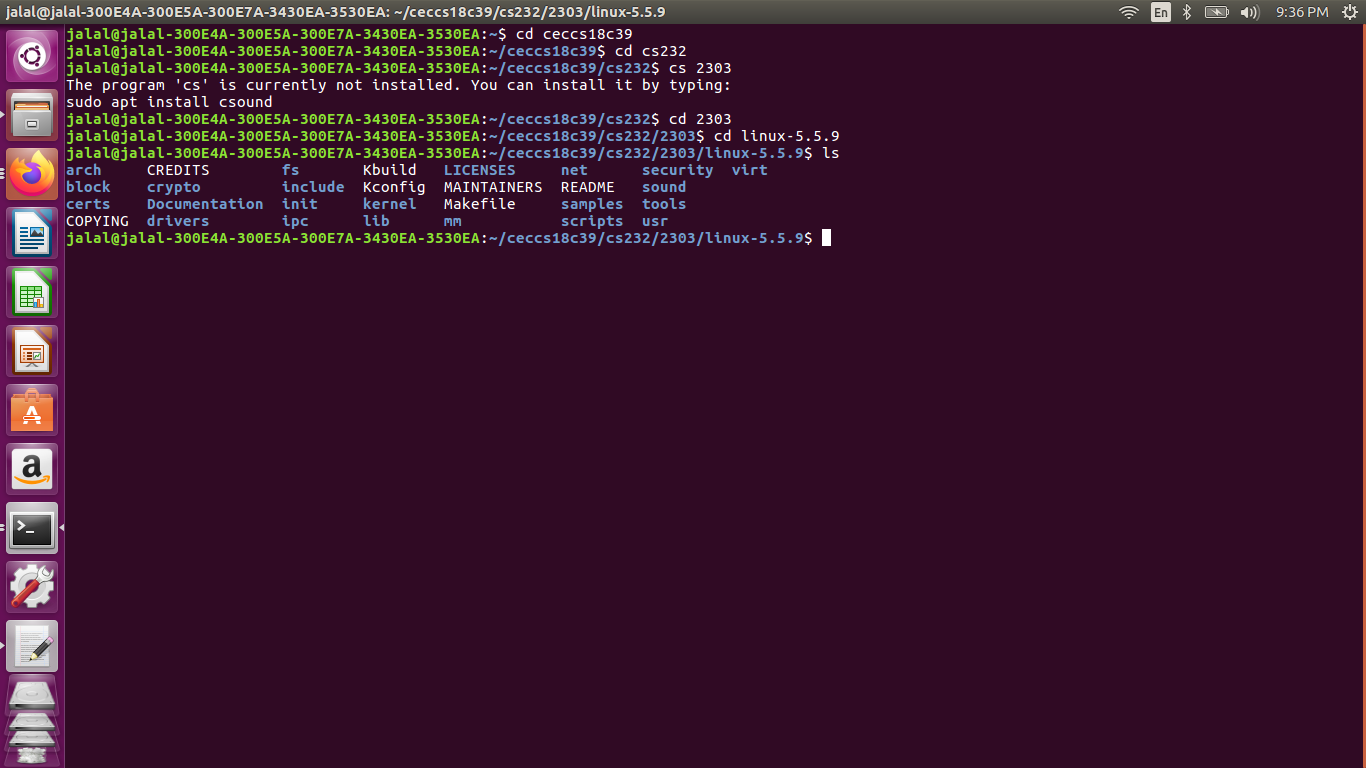 jalal@jalal-300E4A-300E5A-300E7A-3430EA-3530EA: ~/ceccs18c39/cs232/2303/linux-5.5.9 En 9:36 PM
jalal@jalal-300E4A-300E5A-300E7A-3430EA-3530EA:~$ cd ceccs18c39
jalal@jalal-300E4A-300E5A-300E7A-3430EA-3530EA:~/ceccs18c39$ cd cs232
jalal@jalal-300E4A-300E5A-300E7A-3430EA-3530EA:~/ceccs18c39/cs232$ cs 2303
The program 'cs' is currently not installed. You can install it by typing:
sudo apt install csound
jalal@jalal-300E4A-300E5A-300E7A-3430EA-3530EA:~/ceccs18c39/cs232$ cd 2303
jalal@jalal-300E4A-300E5A-300E7A-3430EA-3530EA:~/ceccs18c39/cs232/2303$ cd linux-5.5.9
jalal@jalal-300E4A-300E5A-300E7A-3430EA-3530EA:~/ceccs18c39/cs232/2303/linux-5.5.9$ ls
arch     CREDITS        fs       Kbuild   LICENSES     net      security  virt
block    crypto         include  Kconfig  MAINTAINERS  README   sound
certs    Documentation  init     kernel   Makefile     samples  tools
COPYING  drivers        ipc      lib      mm           scripts  usr
jalal@jalal-300E4A-300E5A-300E7A-3430EA-3530EA:~/ceccs18c39/cs232/2303/linux-5.5.9$